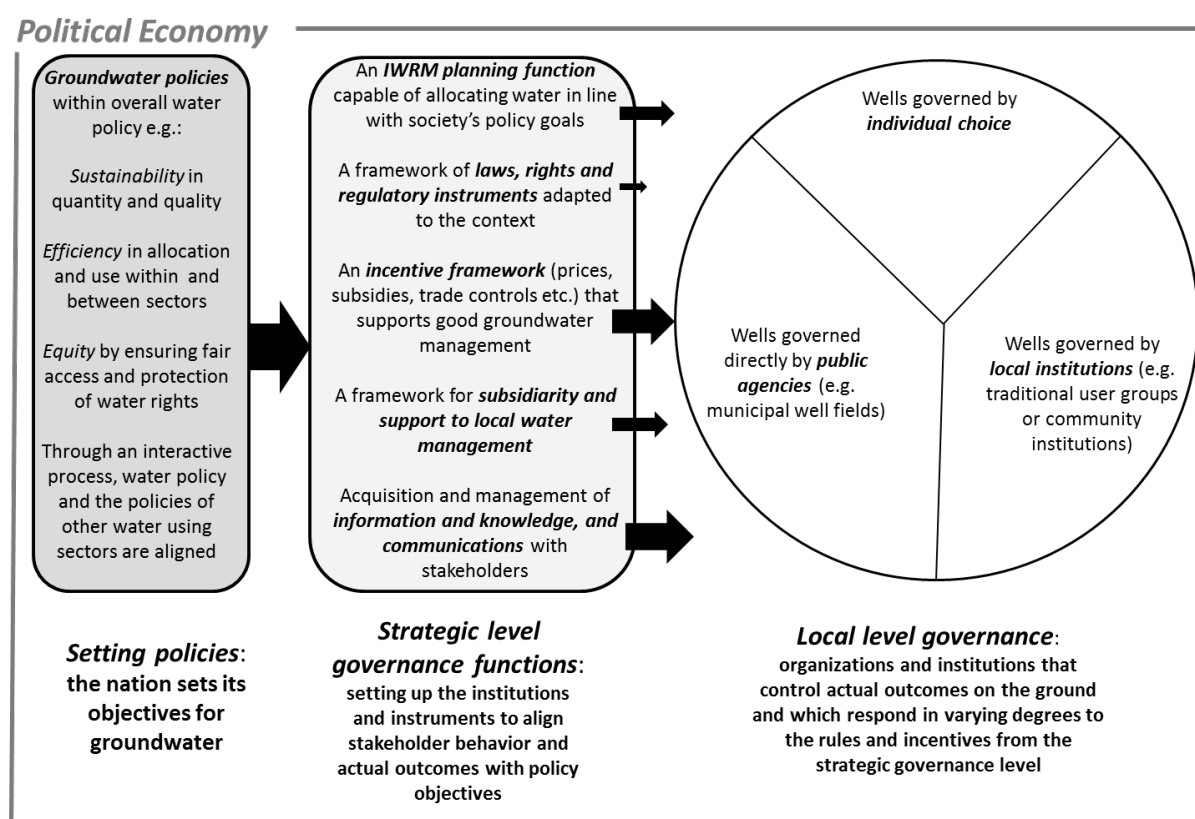 Political Economy
Groundwater policies
within overall water
policy e.g.:
Sustainability in
quantity and quality
Efficiency in allocation
and use within and
between sectors
Equity by ensuring fair
access and protection
of water rights
Through an interactive
process, water policy
and the policies of
other water using
sectors are aligned
Setting policies:
the nation sets its
objectives for
groundwater
An IWRM planning function
capable of allocating water in line
with society's policy goals
A framework of laws, rights and
regulatory instruments adapted
to the context
An incentive framework (prices,
subsidies, trade controls etc.) that
supports good groundwater
management
A framework for subsidiarity and
support to local water
management
Acquisition and management of
information and knowledge, and
communications with
stakeholders
Strategic level
governance functions:
setting up the institutions
and instruments to align
stakeholder behavior and
actual outcomes with policy
objectives
Wells governed by
individual choice
Wells governed
directly by public
agencies (e.g.
municipal well fields)
Wells governed by
local institutions (e.g.
traditional user groups
or community
institutions)
Local level governance:
organizations and institutions that
control actual outcomes on the ground
and which respond in varying degrees to
the rules and incentives from the
strategic governance level